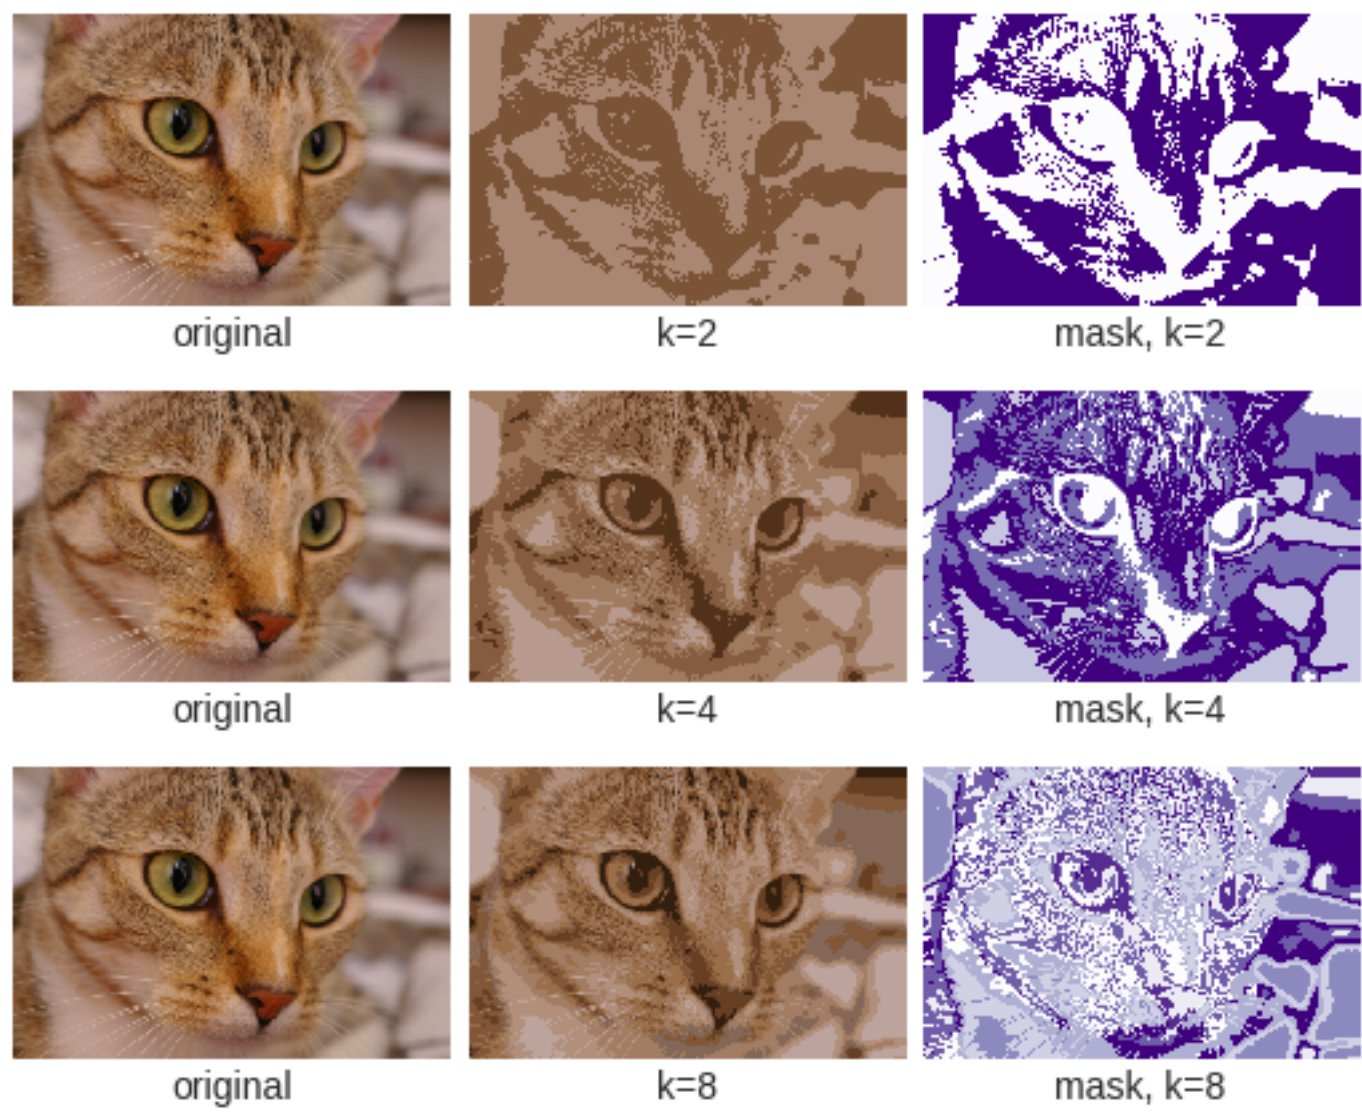 original k=2 mask, k=2
original k=4 mask, k=4
original k=8 mask, k=8